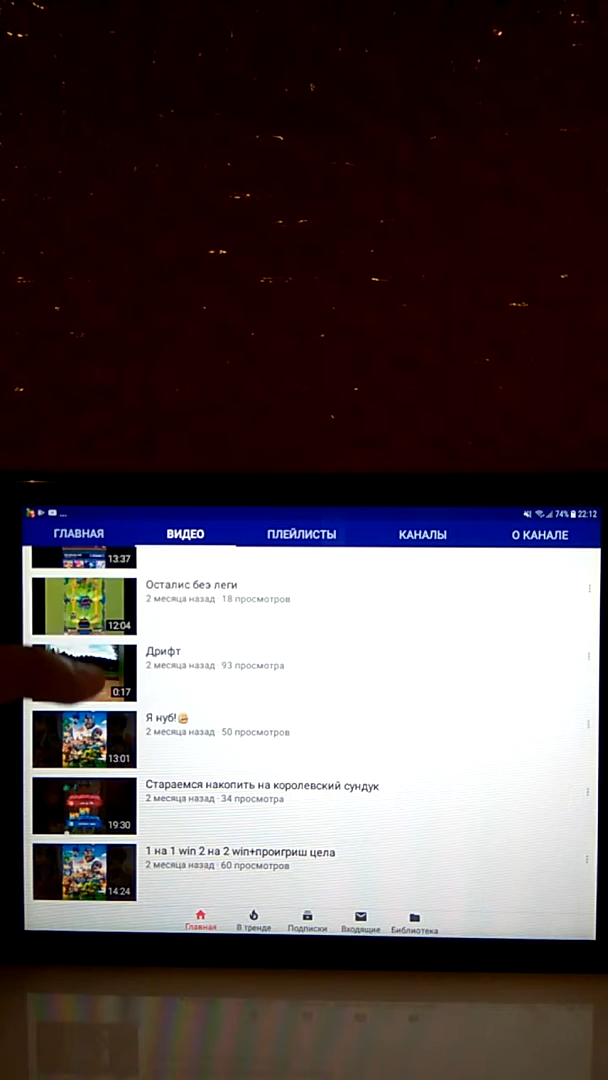 ... 74% 22:12
ГЛАВНАЯ ВИДЕО ПЛЕЙЛИСТЫ КАНАЛЫ О КАНАЛЕ
13:37
Осталис без леги
2 месяца назад · 18 просмотров
12:04
Дрифт
2 месяца назад · 93 просмотра
0:17
Я нуб!
2 месяца назад · 50 просмотров
13:01
Стараемся накопить на королевский сундук
2 месяца назад · 34 просмотра
19:30
1 на 1 win 2 на 2 win+проигриш цела
2 месяца назад · 60 просмотров
14:24
Главная В тренде Подписки Входящие Библиотека